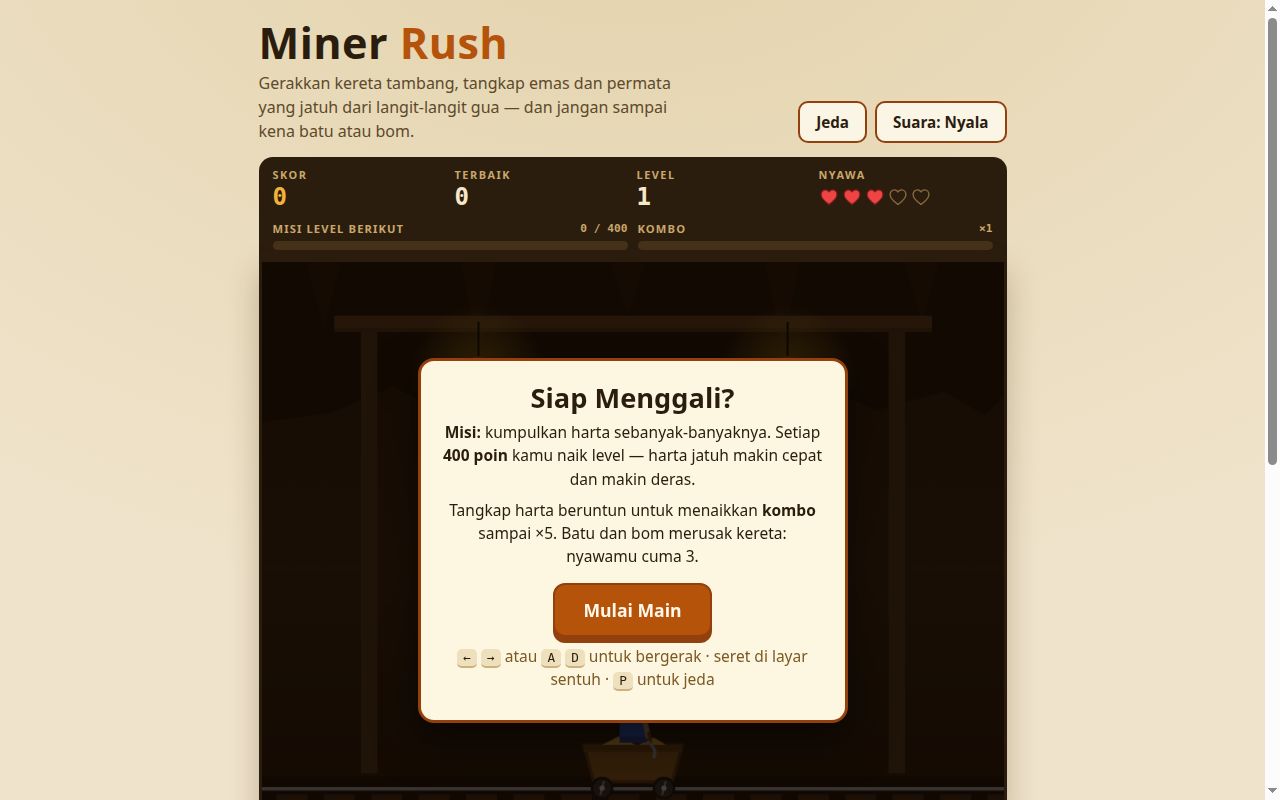 Miner Rush
Gerakkan kereta tambang, tangkap emas dan permata
yang jatuh dari langit-langit gua — dan jangan sampai
kena batu atau bom.
Jeda
Suara: Nyala
SKOR
0
TERBAIK
0
LEVEL
1
NYAWA
MISI LEVEL BERIKUT
0 / 400
KOMBO
×1
Siap Menggali?
Misi: kumpulkan harta sebanyak-banyaknya. Setiap
400 poin kamu naik level — harta jatuh makin cepat
dan makin deras.
Tangkap harta beruntun untuk menaikkan kombo
sampai ×5. Batu dan bom merusak kereta:
nyawamu cuma 3.
Mulai Main
← → atau A D untuk bergerak · seret di layar
sentuh · P untuk jeda